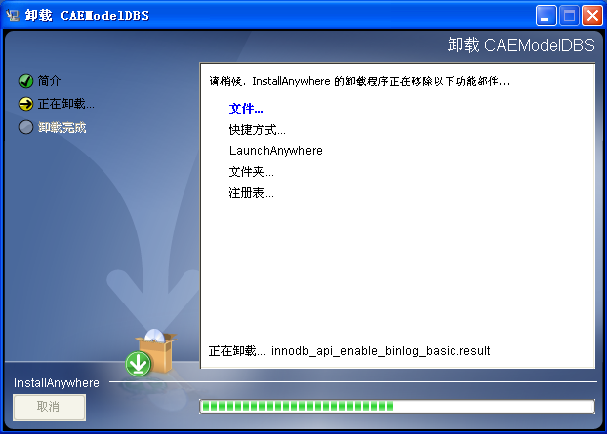 卸载 CAEModelDBS
卸载 CAEModelDBS
简介
正在卸载...
卸载完成
请稍候，InstallAnywhere 的卸载程序正在移除以下功能部件...
文件...
快捷方式...
LaunchAnywhere
文件夹...
注册表...
正在卸载... innodb_api_enable_binlog_basic.result
InstallAnywhere
取消